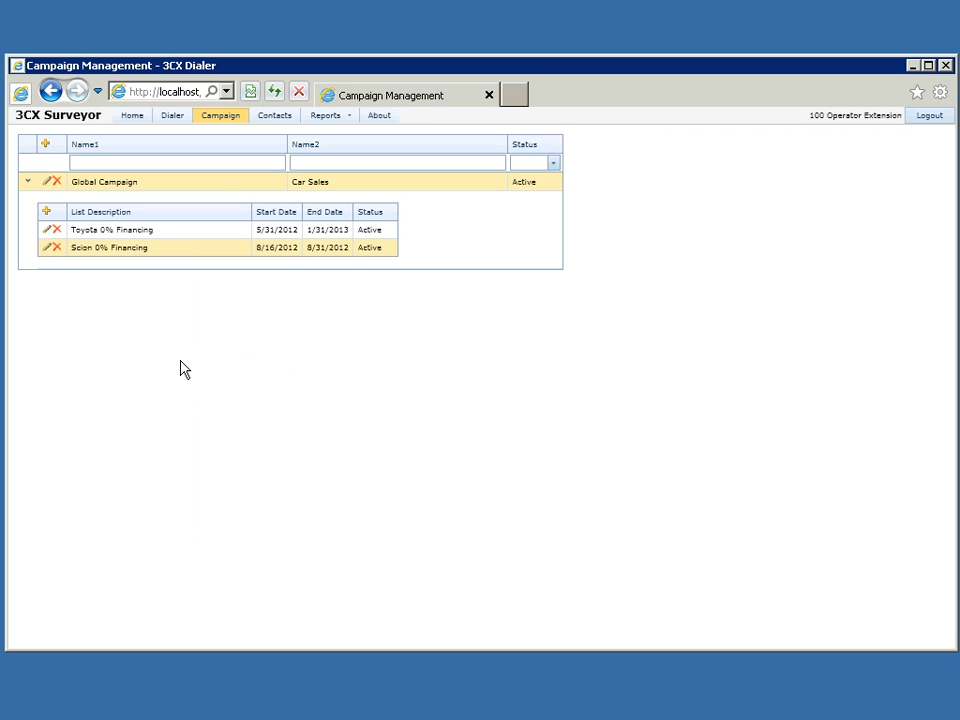 Campaign Management - 3CX Dialer
http://localhost, Campaign Management
3CX Surveyor Home Dialer Campaign Contacts Reports About 100 Operator Extension Logout
Name1 Name2 Status
Global Campaign Car Sales Active
List Description Start Date End Date Status
Toyota 0% Financing 5/31/2012 1/31/2013 Active
Scion 0% Financing 8/16/2012 8/31/2012 Active